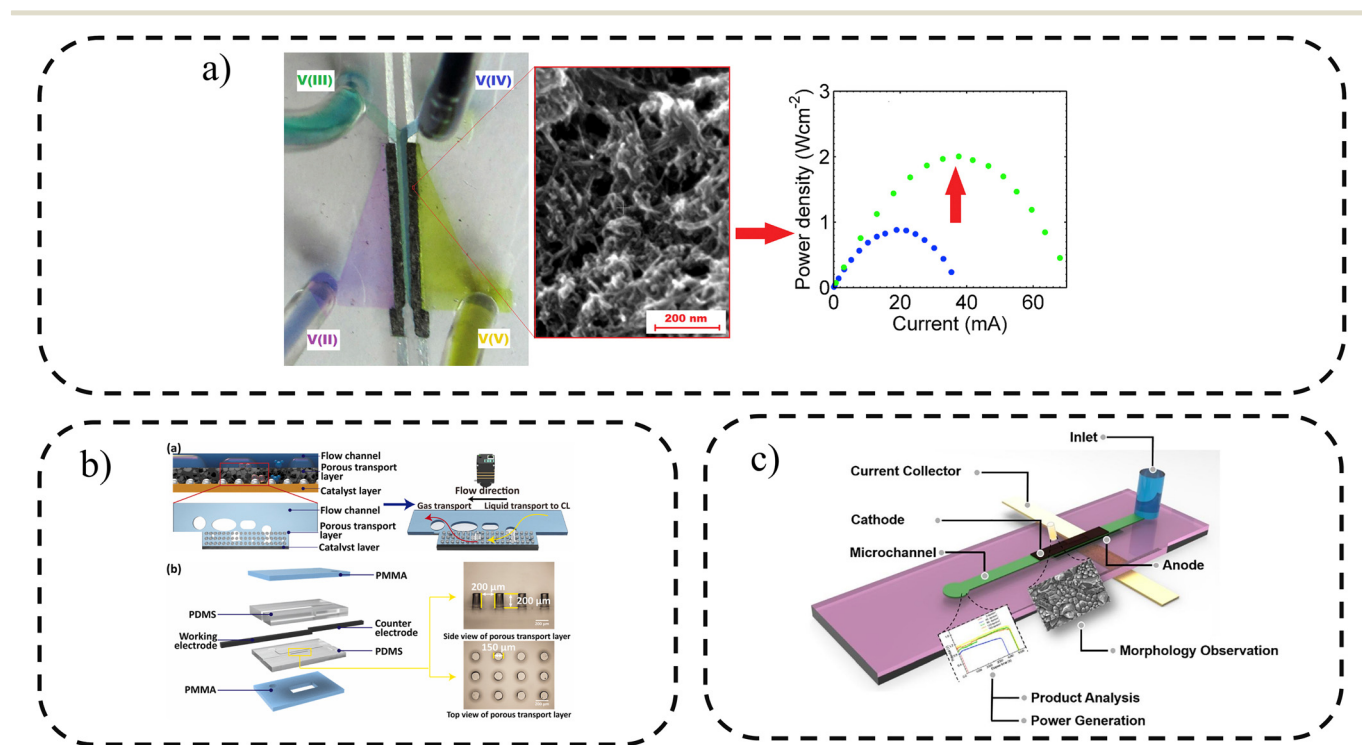 a)
V(III)
V(IV)
V(II)
V(V)
200 nm
Power density (Wcm⁻²)
3
2
1
0
0
20
40
60
Current (mA)
b)
(a)
Flow channel
Porous transport
layer
Catalyst layer
Flow channel
Porous transport
layer
Catalyst layer
Flow direction
Gas transport
Liquid transport to CL
(b)
PMMA
PDMS
Counter
electrode
Working
electrode
PDMS
PMMA
200 μm
200 μm
200 μm
Side view of porous transport layer
150 μm
200 μm
Top view of porous transport layer
c)
Inlet
Current Collector
Cathode
Microchannel
Anode
Morphology Observation
Product Analysis
Power Generation